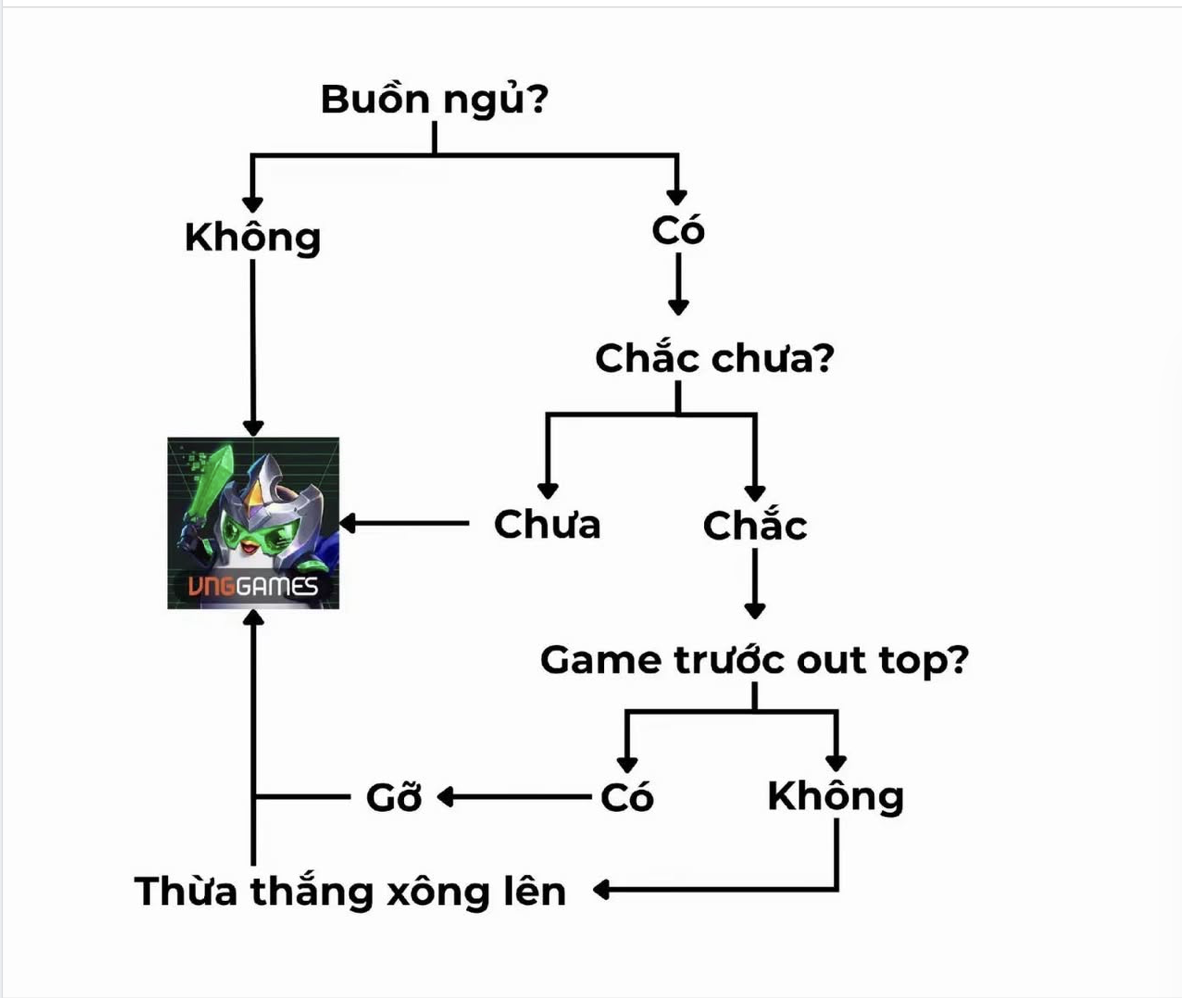 Buồn ngủ?
Không
Có
Chắc chưa?
Chưa
Chắc
VNGGAMES
Game trước out top?
Gỡ
Có
Không
Thừa thắng xông lên